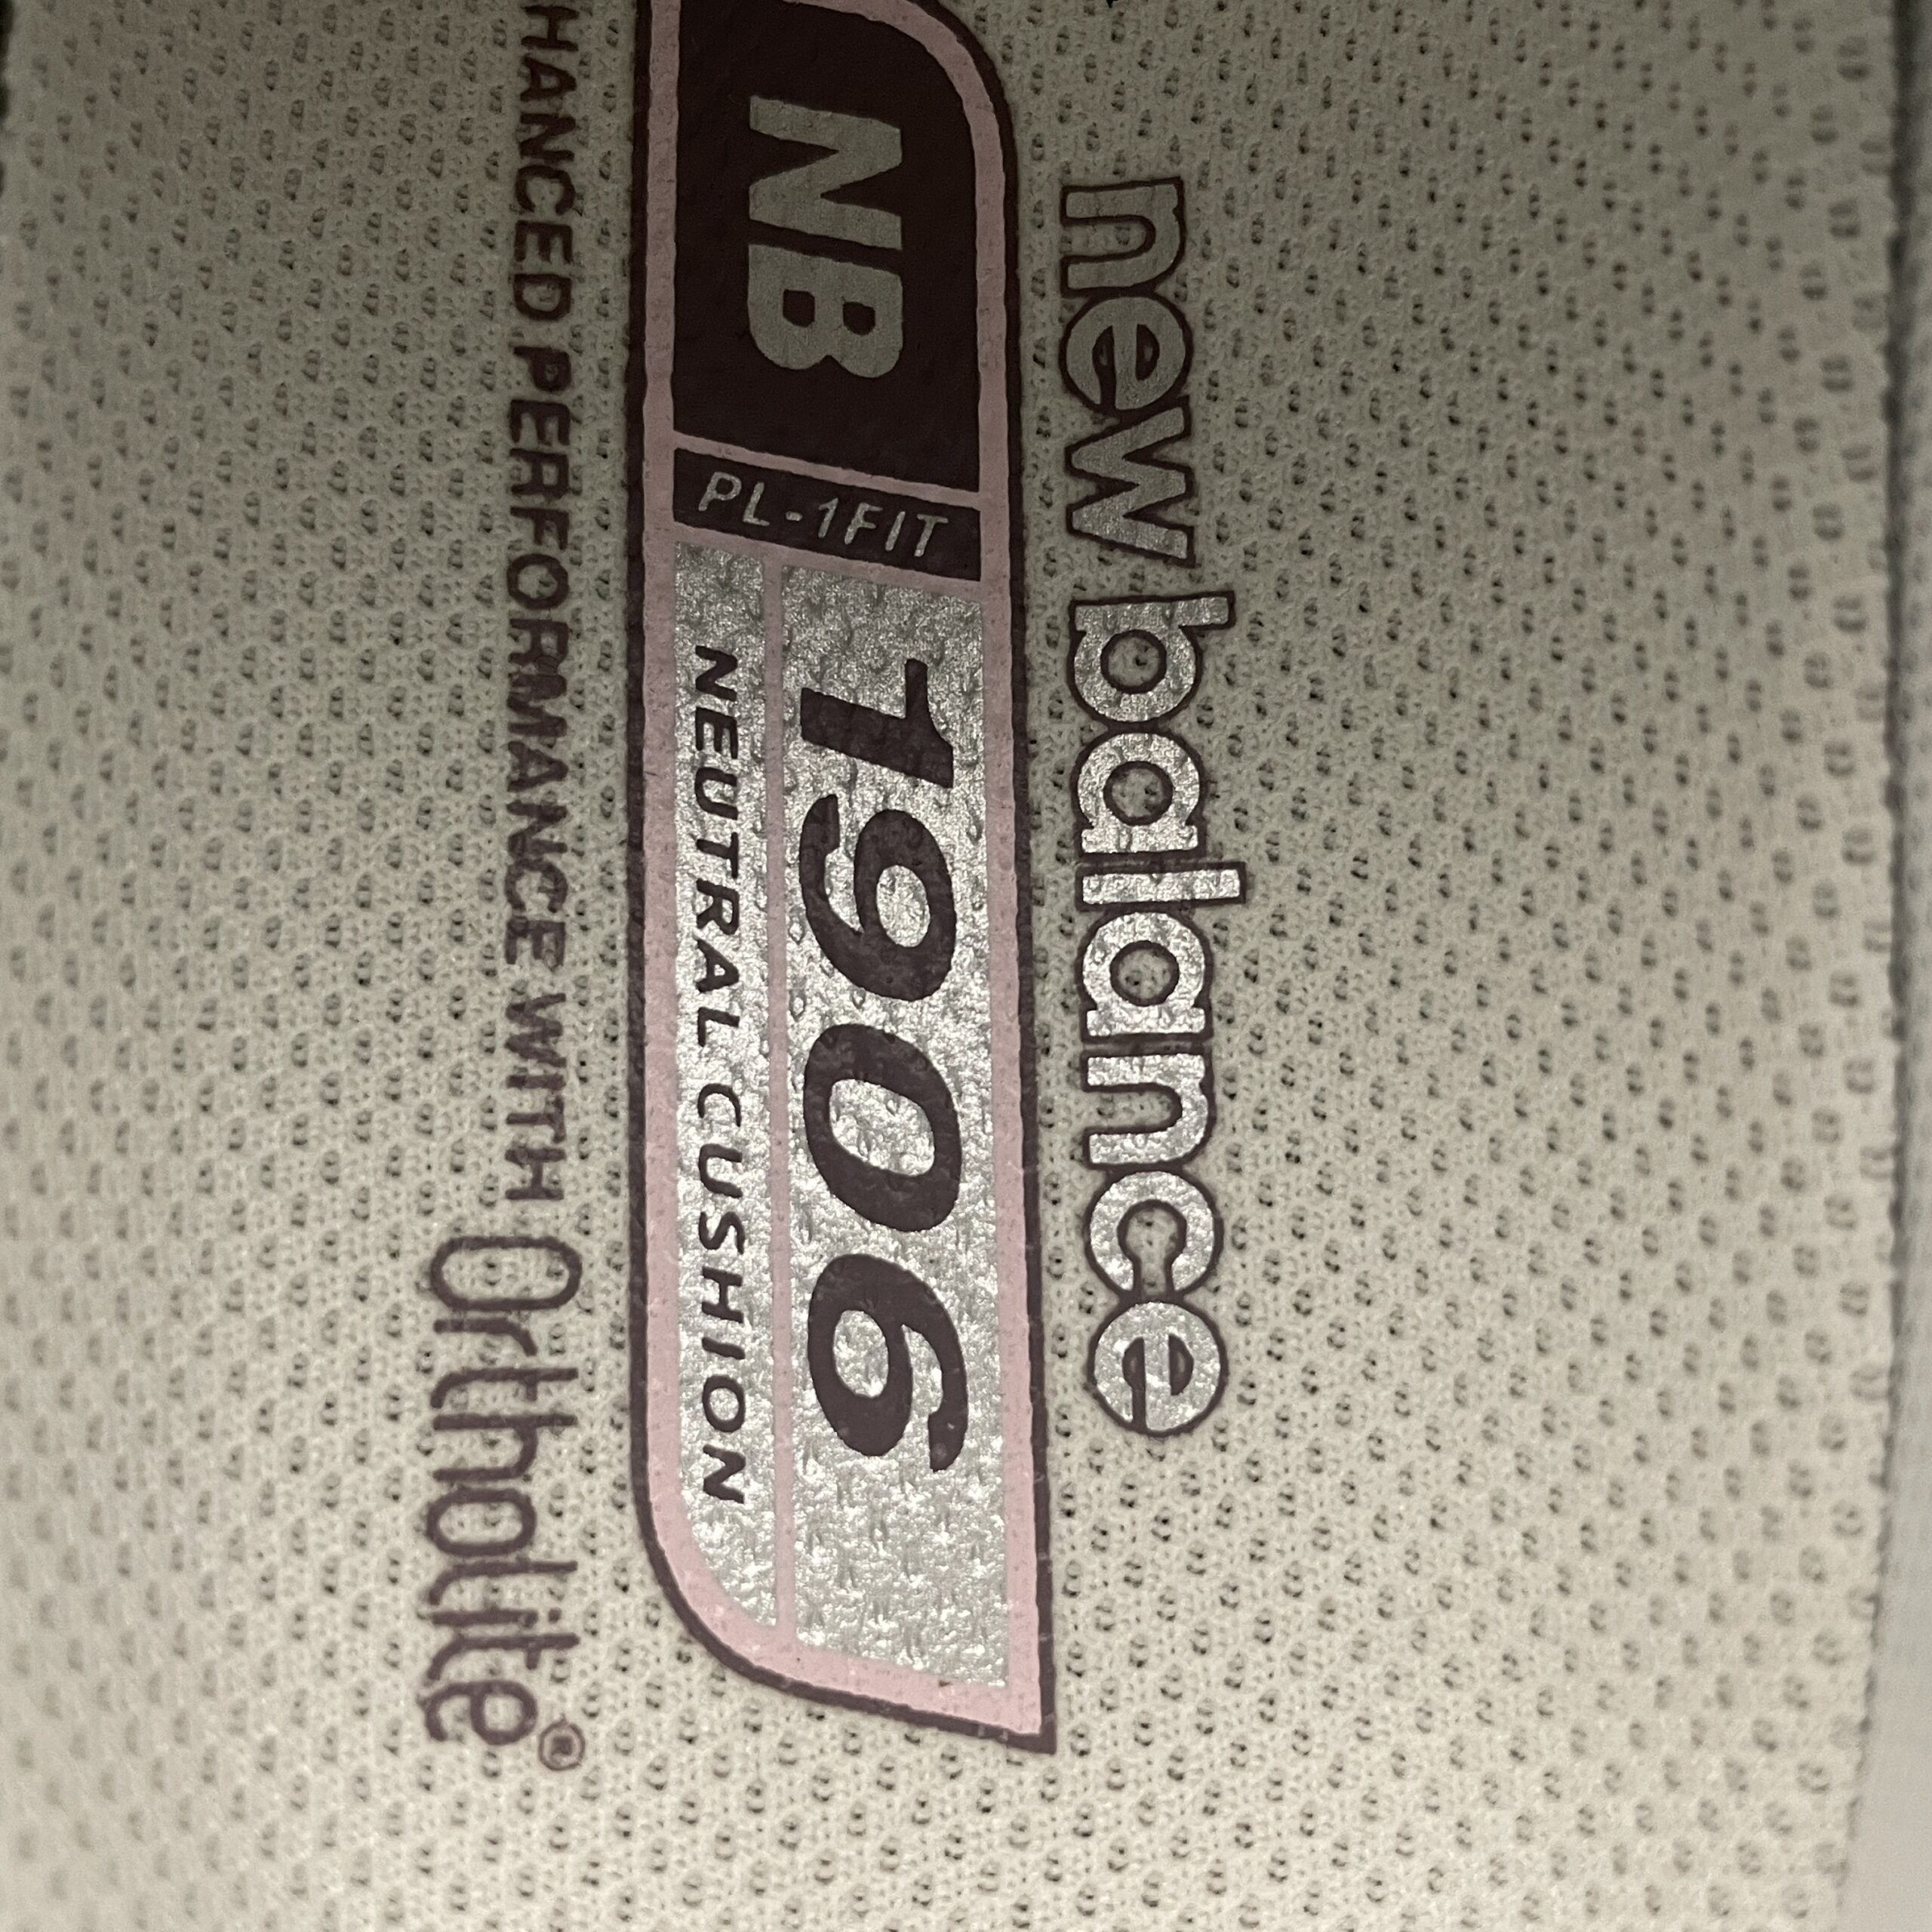 new balance
NB
PL-1FIT
1906
NEUTRAL CUSHION
HANCED PERFORMANCE WITH Ortholite®